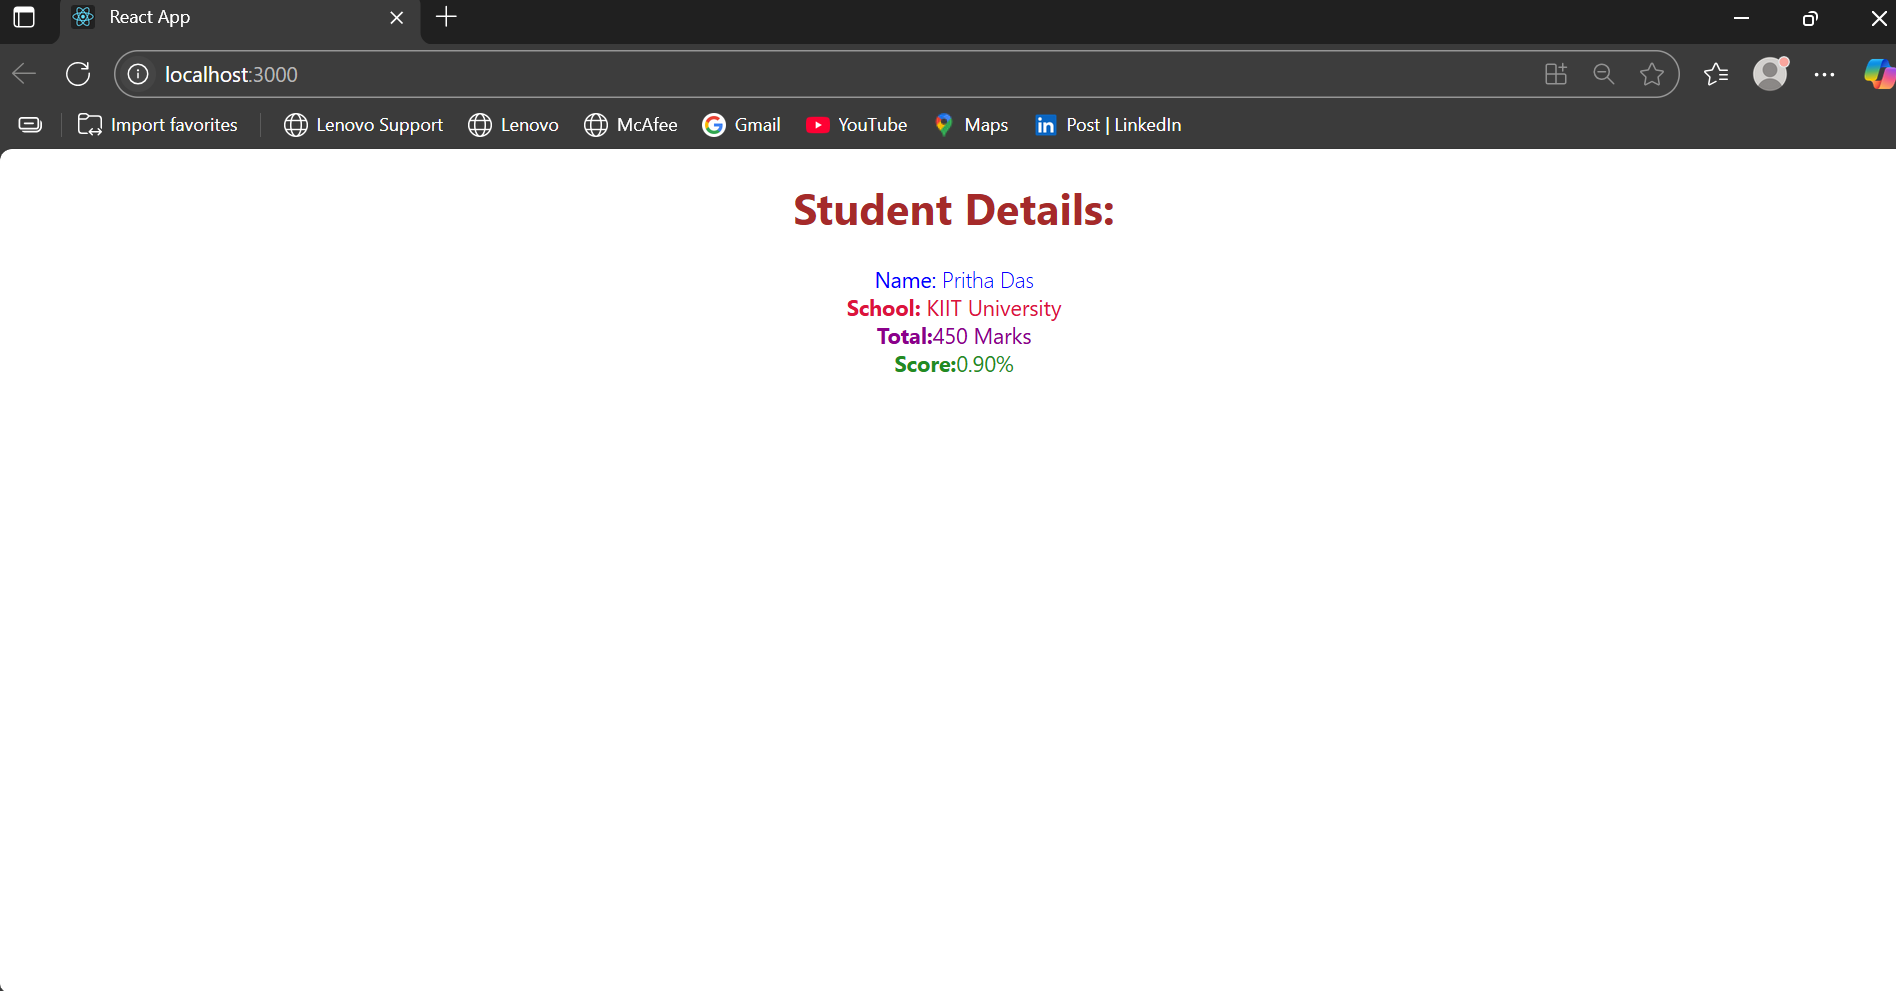 React App
localhost:3000
Import favorites Lenovo Support Lenovo McAfee Gmail YouTube Maps Post | LinkedIn
Student Details:
Name: Pritha Das
School: KIIT University
Total:450 Marks
Score:0.90%